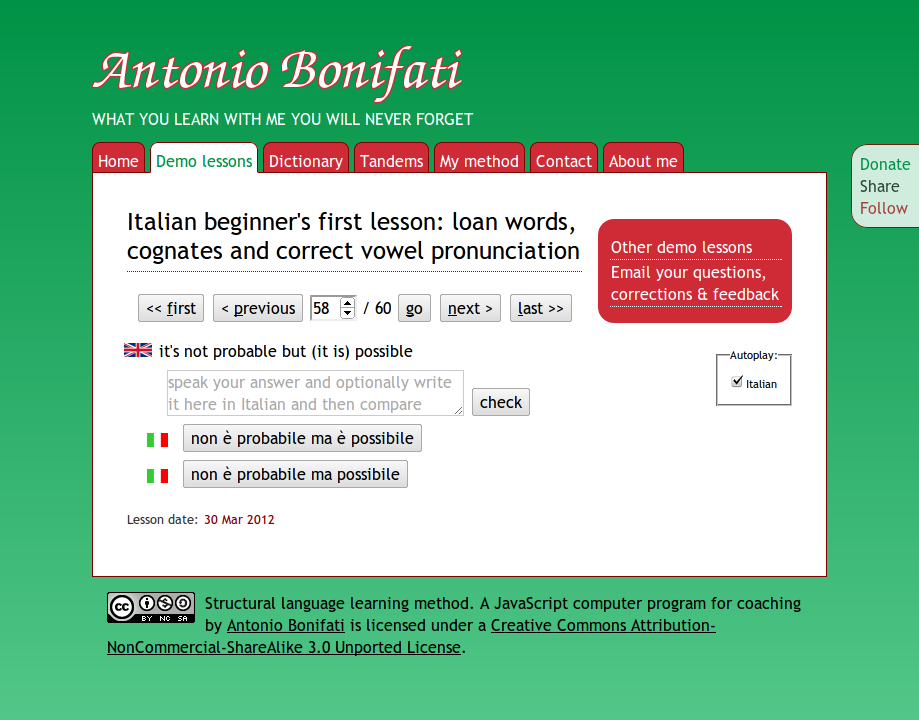 Antonio Bonifati
WHAT YOU LEARN WITH ME YOU WILL NEVER FORGET
Home Demo lessons Dictionary Tandems My method Contact About me
Donate
Share
Follow
Italian beginner's first lesson: loan words,
cognates and correct vowel pronunciation
Other demo lessons
Email your questions,
corrections & feedback
<< first < previous 58 / 60 go next > last >>
it's not probable but (it is) possible
Autoplay:
Italian
speak your answer and optionally write
it here in Italian and then compare
check
non è probabile ma è possibile
non è probabile ma possibile
Lesson date: 30 Mar 2012
cc BY NC SA
Structural language learning method. A JavaScript computer program for coaching
by Antonio Bonifati is licensed under a Creative Commons Attribution-
NonCommercial-ShareAlike 3.0 Unported License.